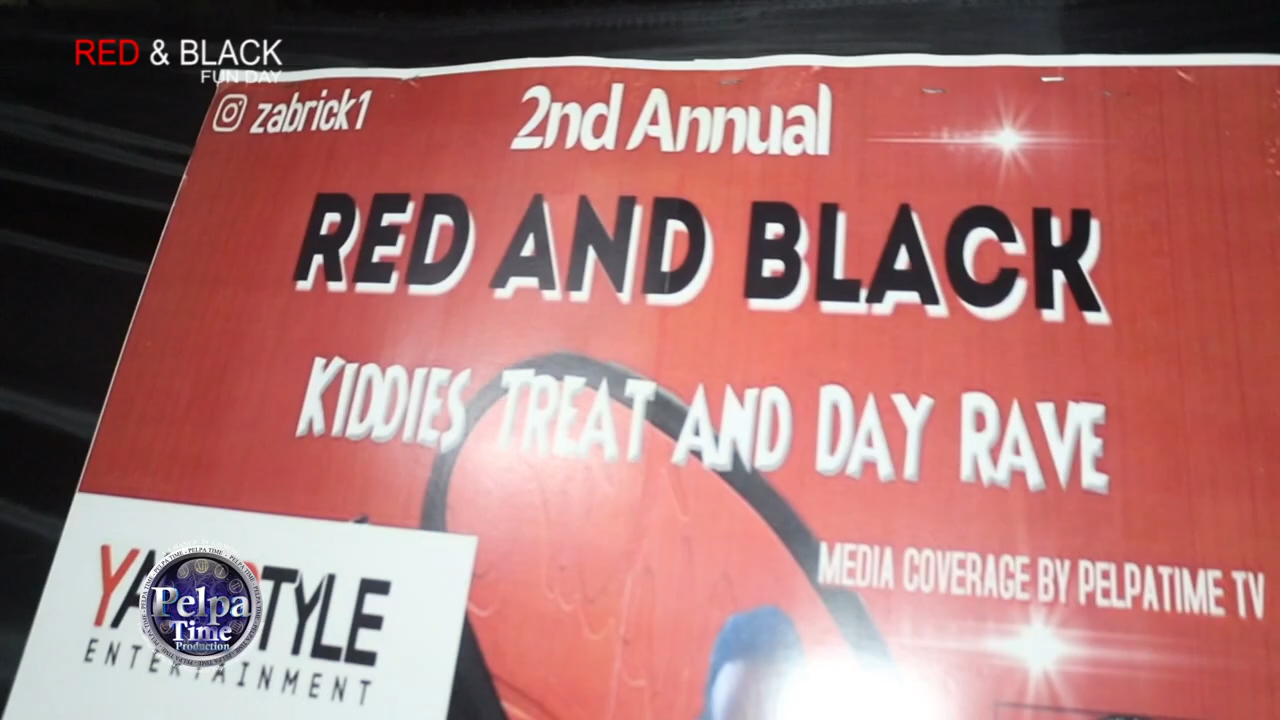 RED & BLACK
FUN DAY
zabrick1
2nd Annual
RED AND BLACK
KIDDIES TREAT AND DAY RAVE
MEDIA COVERAGE BY PELPATIME TV
ENTERTAINMENT
Pelpa
Time
Production